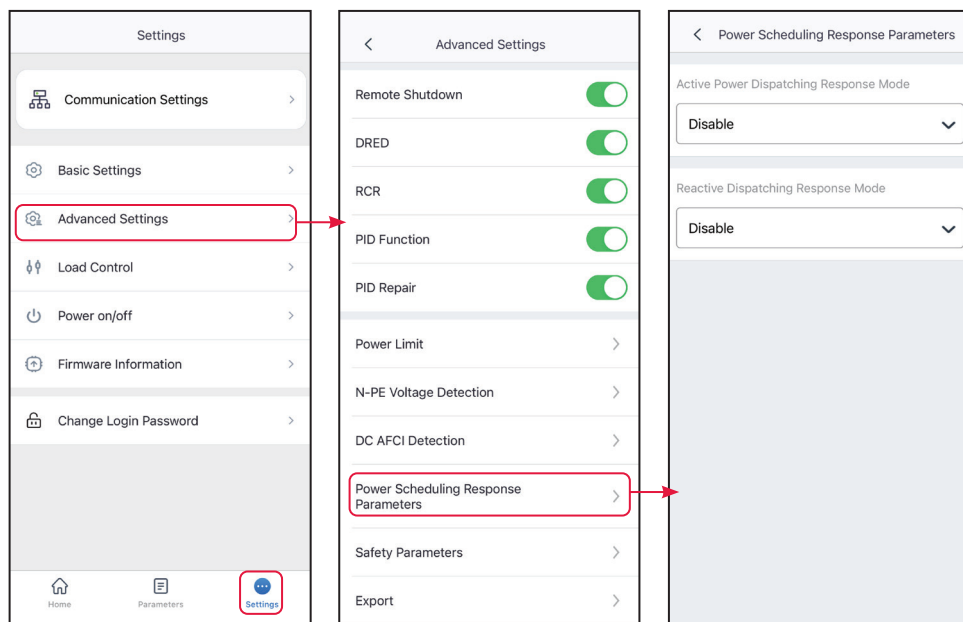 Settings
Communication Settings
Basic Settings
Advanced Settings
Load Control
Power on/off
Firmware Information
Change Login Password
Home
Parameters
Settings
Advanced Settings
Remote Shutdown
DRED
RCR
PID Function
PID Repair
Power Limit
N-PE Voltage Detection
DC AFCI Detection
Power Scheduling Response
Parameters
Safety Parameters
Export
Power Scheduling Response Parameters
Active Power Dispatching Response Mode
Disable
Reactive Dispatching Response Mode
Disable